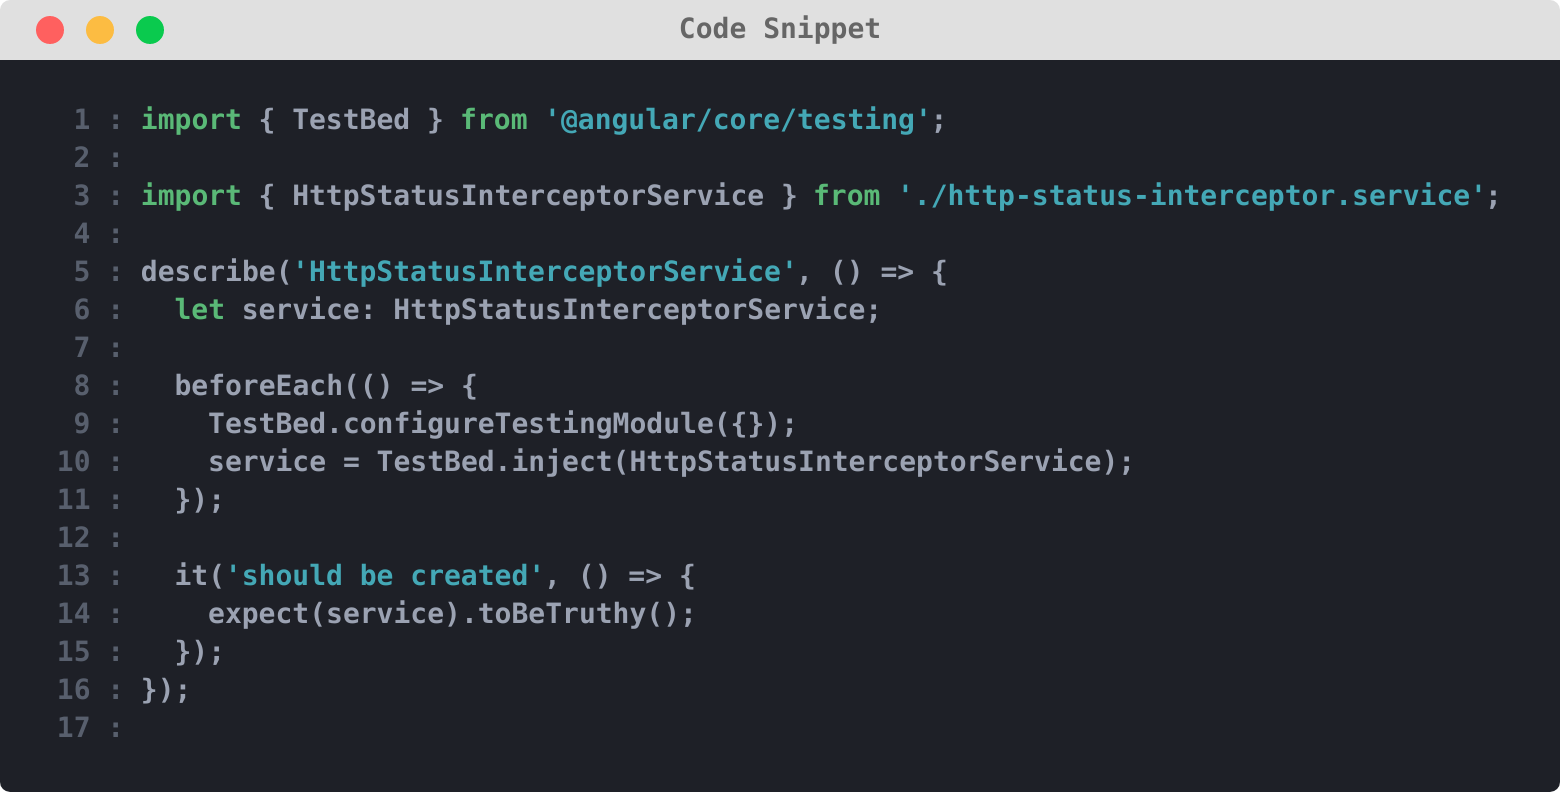 Code Snippet
1 : import { TestBed } from '@angular/core/testing';
2 :
3 : import { HttpStatusInterceptorService } from './http-status-interceptor.service';
4 :
5 : describe('HttpStatusInterceptorService', () => {
6 :   let service: HttpStatusInterceptorService;
7 :
8 :   beforeEach(() => {
9 :     TestBed.configureTestingModule({});
10 :     service = TestBed.inject(HttpStatusInterceptorService);
11 :   });
12 :
13 :   it('should be created', () => {
14 :     expect(service).toBeTruthy();
15 :   });
16 : });
17 :